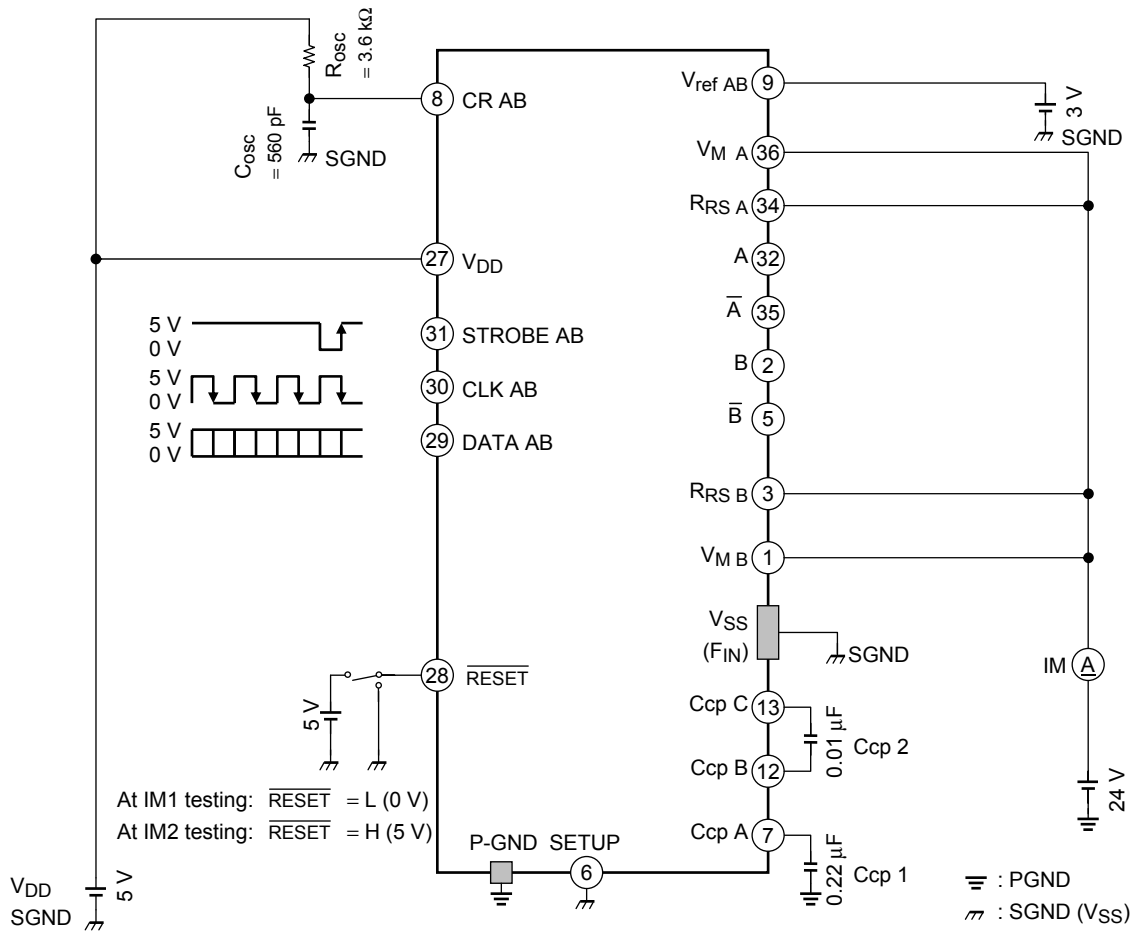 Rosc
= 3.6 kΩ
Cosc
= 560 pF
SGND
8 CR AB
27 VDD
5 V
0 V
31 STROBE AB
5 V
0 V
30 CLK AB
5 V
0 V
29 DATA AB
28 RESET
5 V
At IM1 testing: RESET = L (0 V)
At IM2 testing: RESET = H (5 V)
VDD
5 V
SGND
P-GND SETUP
6
Vref AB 9
3 V
SGND
VM A 36
RRS A 34
A 32
A 35
B 2
B 5
RRS B 3
VM B 1
VSS
(FIN)
SGND
IM A
Ccp C 13
0.01 µF
Ccp 2
Ccp B 12
24 V
Ccp A 7
0.22 µF
Ccp 1
: PGND
: SGND (VSS)